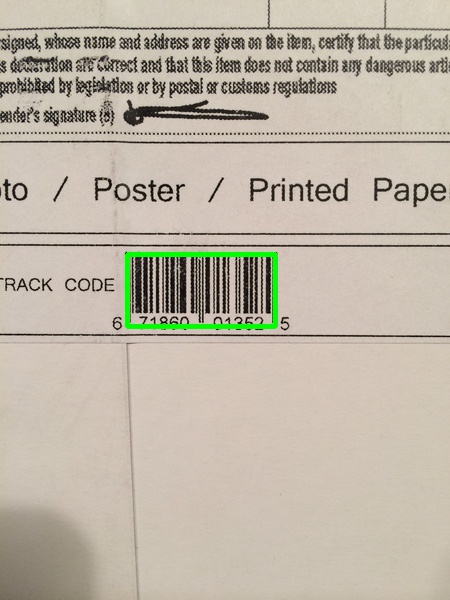 signed, whose name and address are given on the item, certify that the particula
s declaration are correct and that this item does not contain any dangerous arti
prohibited by legislation or by postal or customs regulations
ender's signature (8)
oto / Poster / Printed Pape
TRACK CODE
6 71860 01352 5